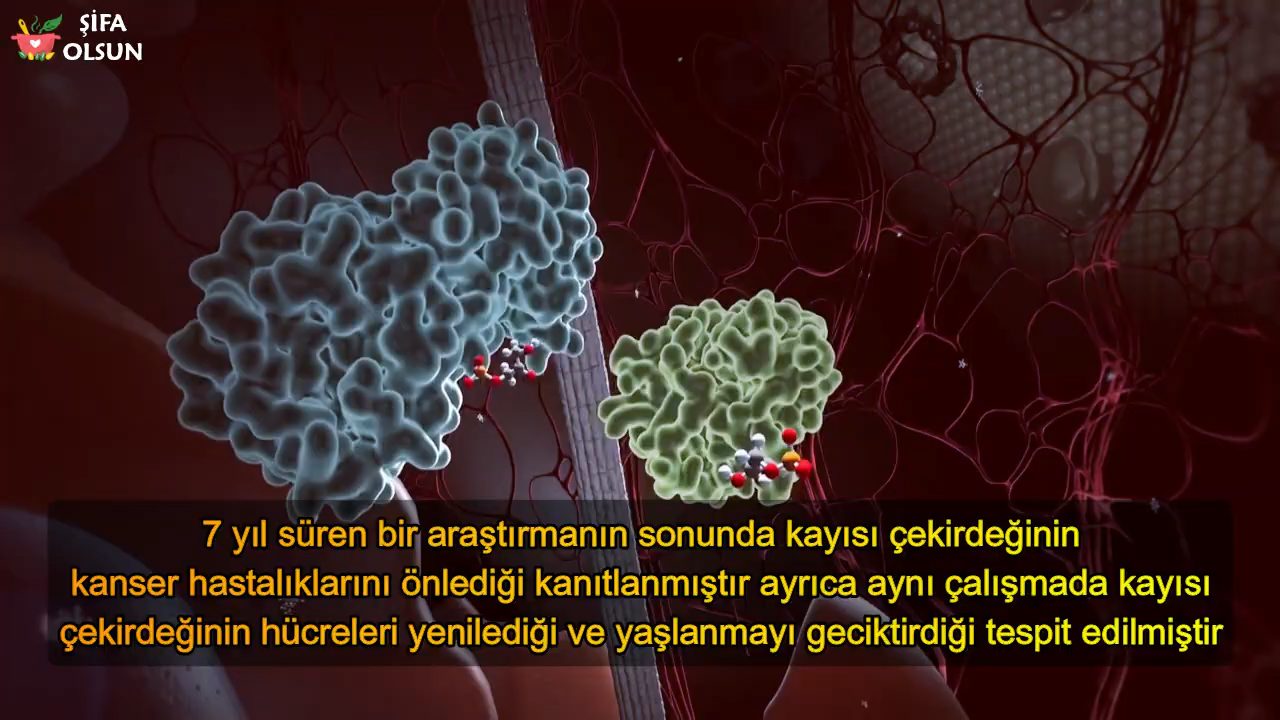 ŞİFA
OLSUN
7 yıl süren bir araştırmanın sonunda kayısı çekirdeğinin
kanser hastalıklarını önlediği kanıtlanmıştır ayrıca aynı çalışmada kayısı
çekirdeğinin hücreleri yenilediği ve yaşlanmayı geciktirdiği tespit edilmiştir